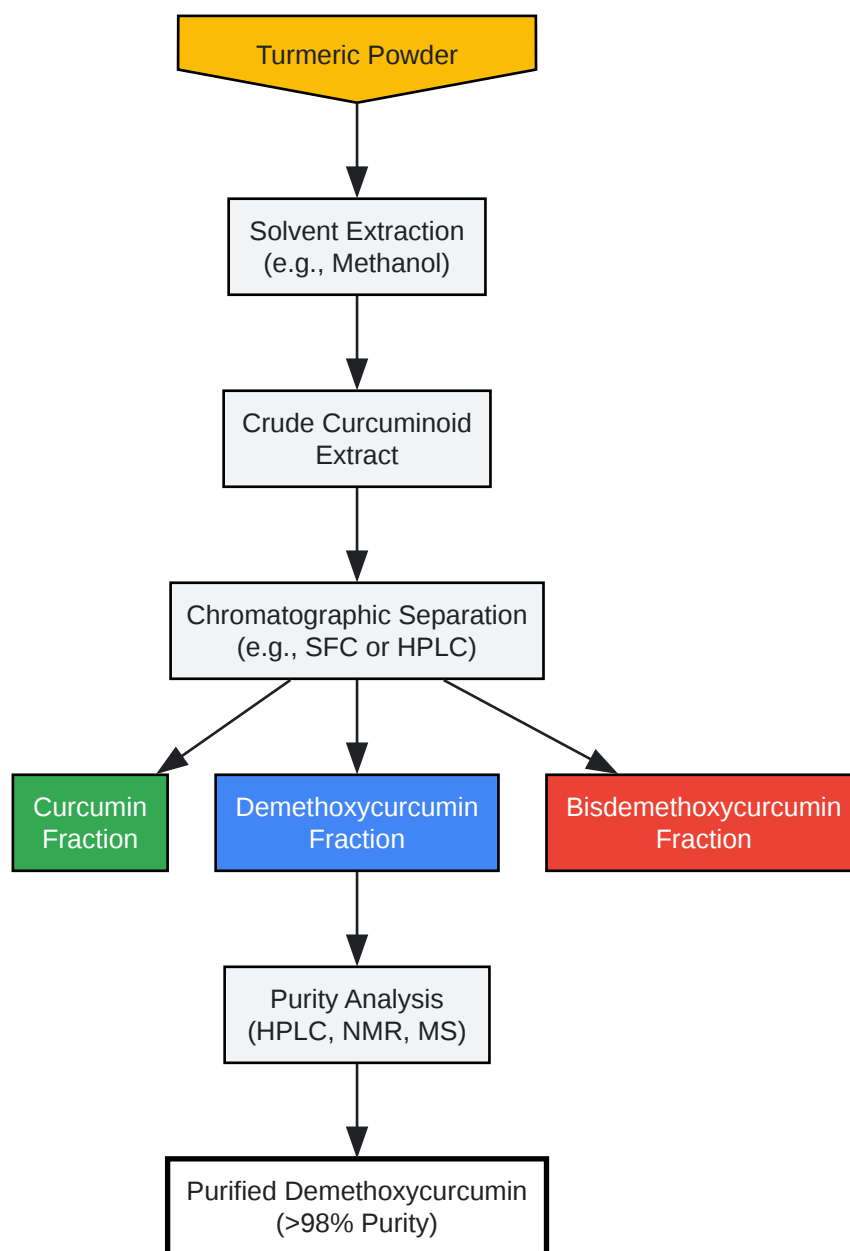 Turmeric Powder
Solvent Extraction
(e.g., Methanol)
Crude Curcuminoid
Extract
Chromatographic Separation
(e.g., SFC or HPLC)
Curcumin
Fraction
Demethoxycurcumin
Fraction
Bisdemethoxycurcumin
Fraction
Purity Analysis
(HPLC, NMR, MS)
Purified Demethoxycurcumin
(>98% Purity)